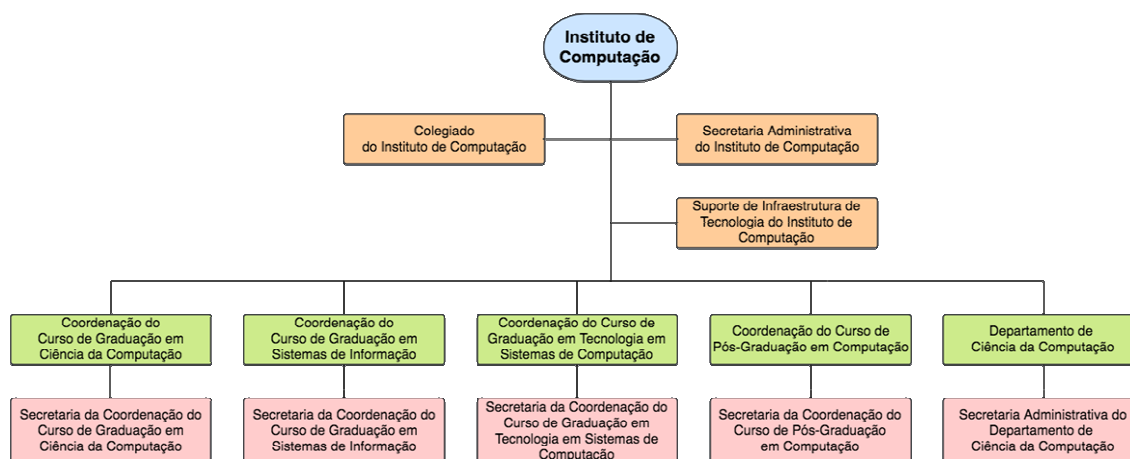 Instituto de
Computação
Colegiado
do Instituto de Computação
Secretaria Administrativa
do Instituto de Computação
Suporte de Infraestrutura de
Tecnologia do Instituto de
Computação
Coordenação do
Curso de Graduação em
Ciência da Computação
Coordenação do
Curso de Graduação em
Sistemas de Informação
Coordenação do Curso de
Graduação em Tecnologia em
Sistemas de Computação
Coordenação do Curso de
Pós-Graduação em Computação
Departamento de
Ciência da Computação
Secretaria da Coordenação do
Curso de Graduação em
Ciência da Computação
Secretaria da Coordenação do
Curso de Graduação em
Sistemas de Informação
Secretaria da Coordenação do
Curso de Graduação em
Tecnologia em Sistemas de
Computação
Secretaria da Coordenação do
Curso de Pós-Graduação
em Computação
Secretaria Administrativa do
Departamento de
Ciência da Computação